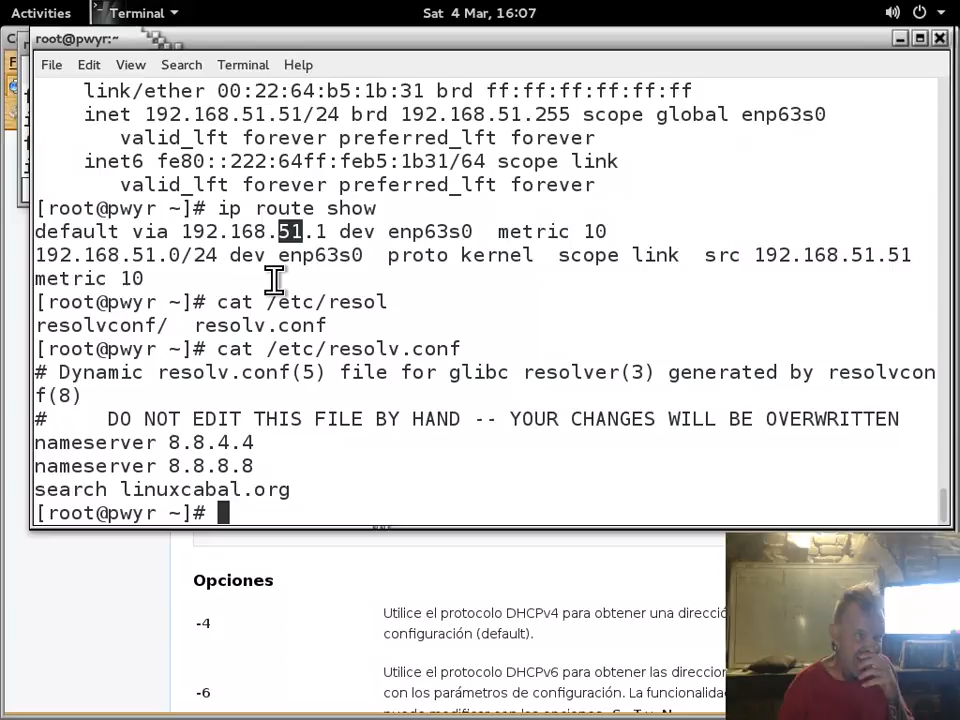 Activities
Terminal
Sat 4 Mar, 16:07
root@pwyr:~
File Edit View Search Terminal Help
link/ether 00:22:64:b5:1b:31 brd ff:ff:ff:ff:ff:ff
inet 192.168.51.51/24 brd 192.168.51.255 scope global enp63s0
valid_lft forever preferred_lft forever
inet6 fe80::222:64ff:feb5:1b31/64 scope link
valid_lft forever preferred_lft forever
[root@pwyr ~]# ip route show
default via 192.168.51.1 dev enp63s0  metric 10
192.168.51.0/24 dev enp63s0  proto kernel  scope link  src 192.168.51.51
metric 10
[root@pwyr ~]# cat /etc/resol
resolvconf/  resolv.conf
[root@pwyr ~]# cat /etc/resolv.conf
# Dynamic resolv.conf(5) file for glibc resolver(3) generated by resolvcon
f(8)
#     DO NOT EDIT THIS FILE BY HAND -- YOUR CHANGES WILL BE OVERWRITTEN
nameserver 8.8.4.4
nameserver 8.8.8.8
search linuxcabal.org
[root@pwyr ~]#
Opciones
-4
Utilice el protocolo DHCPv4 para obtener una direcció
configuración (default).
-6
Utilice el protocolo DHCPv6 para obtener las direccion
con los parámetros de configuración. La funcionalidad